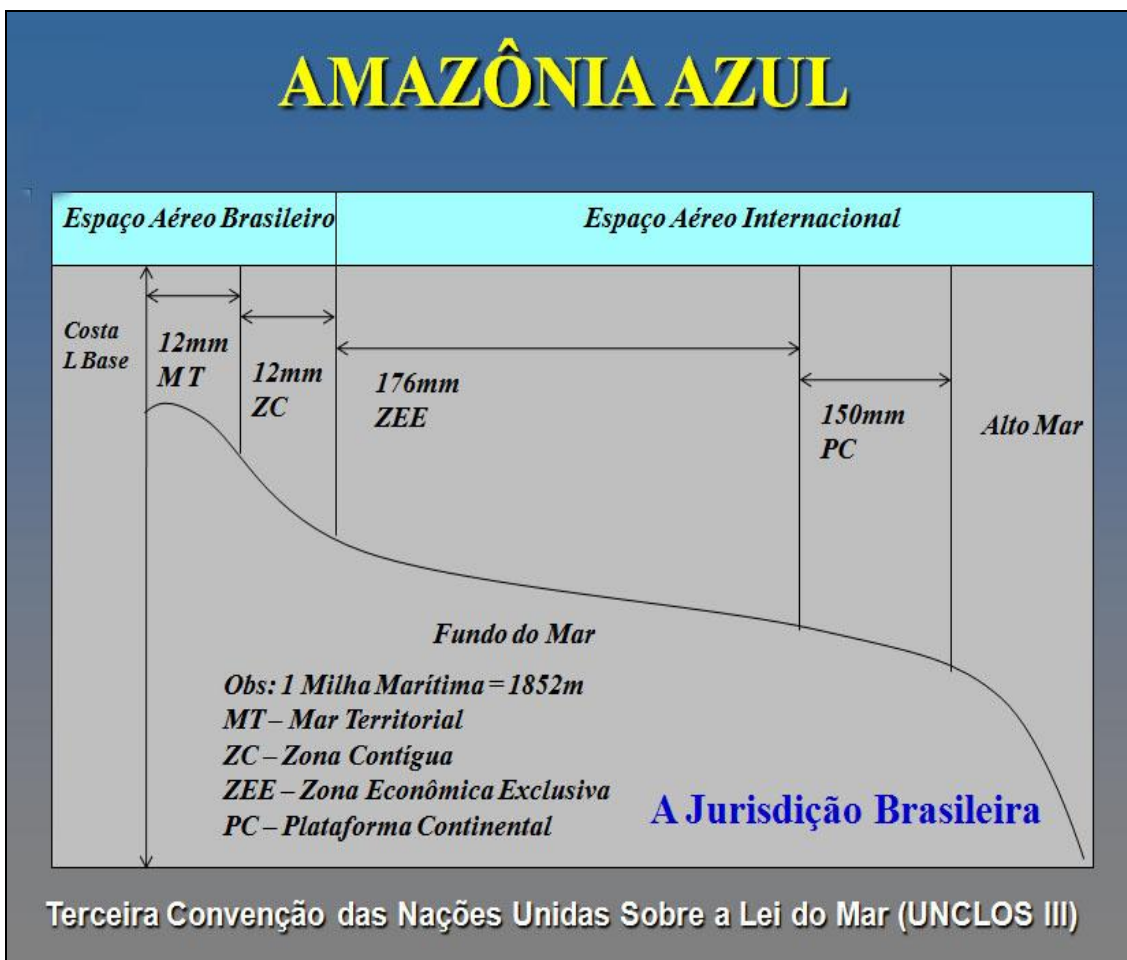 AMAZÔNIA AZUL
Espaço Aéreo Brasileiro
Espaço Aéreo Internacional
Costa
L Base
12mm
M T
12mm
ZC
176mm
ZEE
150mm
PC
Alto Mar
Fundo do Mar
Obs: 1 Milha Marítima = 1852m
MT – Mar Territorial
ZC – Zona Contígua
ZEE – Zona Econômica Exclusiva
PC – Plataforma Continental
A Jurisdição Brasileira
Terceira Convenção das Nações Unidas Sobre a Lei do Mar (UNCLOS III)